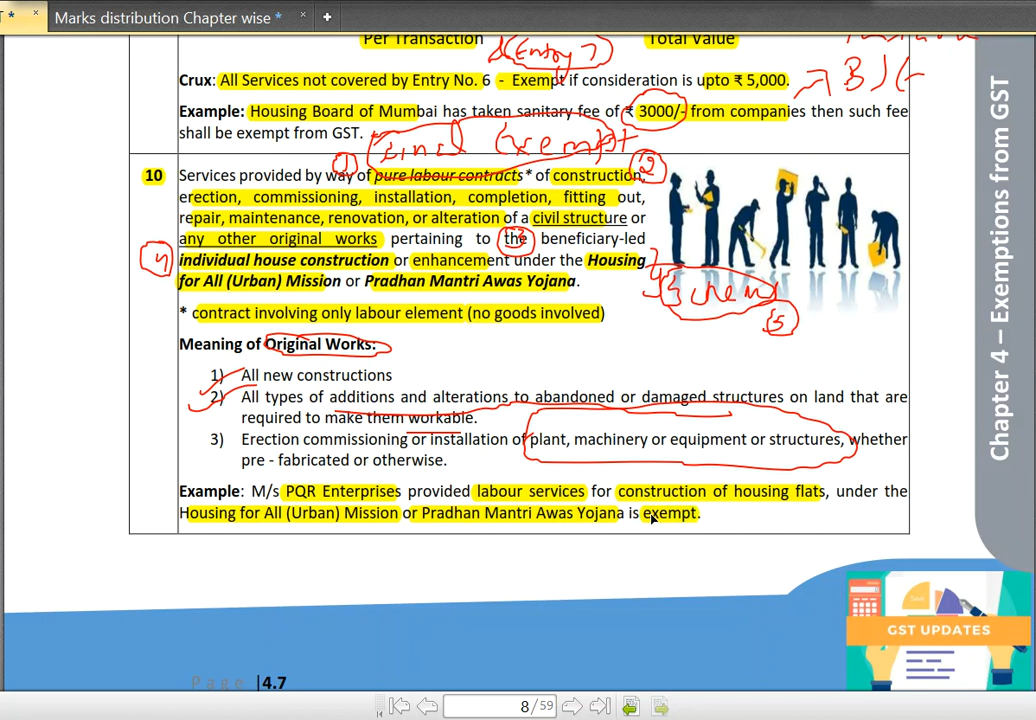 Marks distribution Chapter wise *
Per Transaction Total Value
(Entry 7)
Crux: All Services not covered by Entry No. 6 - Exempt if consideration is upto ₹ 5,000.
Example: Housing Board of Mumbai has taken sanitary fee of ₹ 3000/- from companies then such fee
shall be exempt from GST.
Exempt
1
2
10 Services provided by way of pure labour contracts* of construction,
erection, commissioning, installation, completion, fitting out,
repair, maintenance, renovation, or alteration of a civil structure or
any other original works pertaining to the beneficiary-led
3
4
individual house construction or enhancement under the Housing
for All (Urban) Mission or Pradhan Mantri Awas Yojana.
5
* contract involving only labour element (no goods involved)
Meaning of Original Works:
1) All new constructions
2) All types of additions and alterations to abandoned or damaged structures on land that are
required to make them workable.
3) Erection commissioning or installation of plant, machinery or equipment or structures, whether
pre - fabricated or otherwise.
Example: M/s PQR Enterprises provided labour services for construction of housing flats, under the
Housing for All (Urban) Mission or Pradhan Mantri Awas Yojana is exempt.
Chapter 4 – Exemptions from GST
GST UPDATES
Page | 4.7
8 / 59